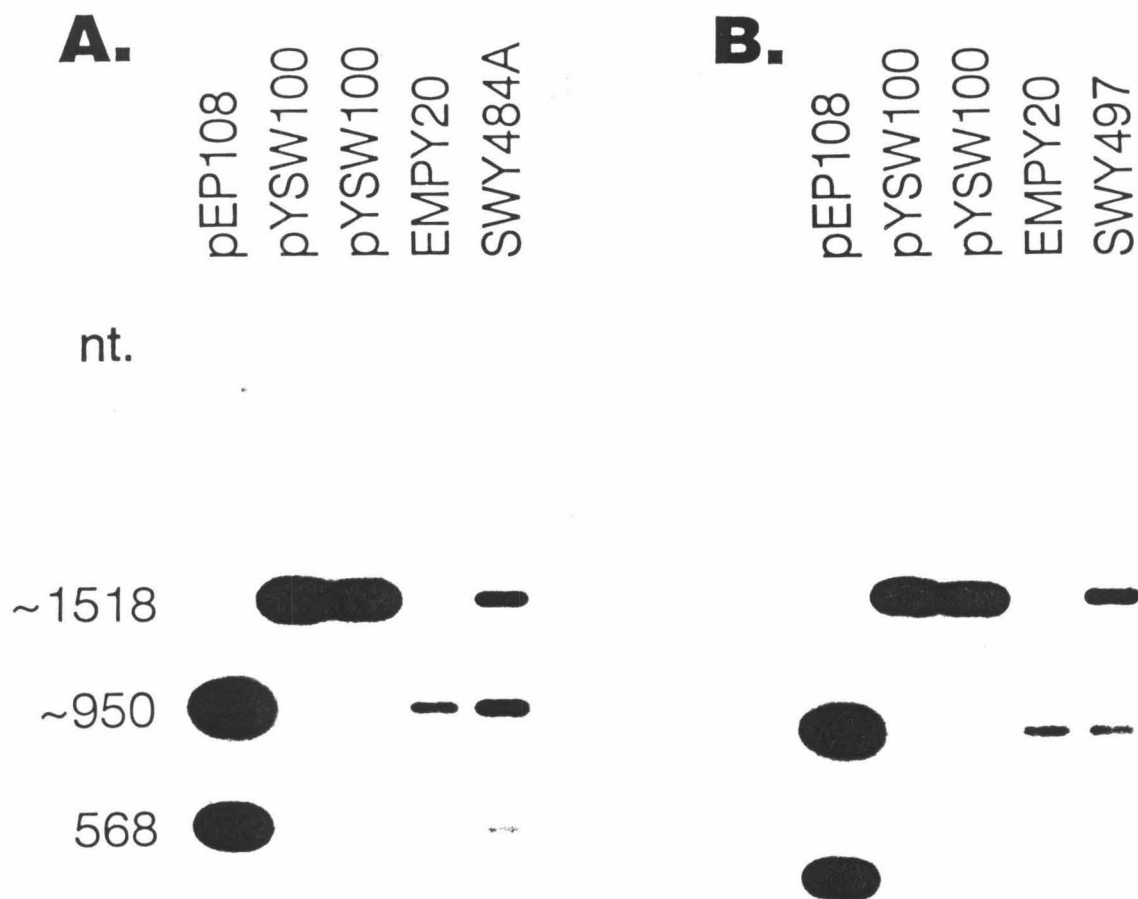 A.
pEP108
pYSW100
pYSW100
EMPY20
SWY484A
B.
pEP108
pYSW100
pYSW100
EMPY20
SWY497
nt.
~1518
~950
568